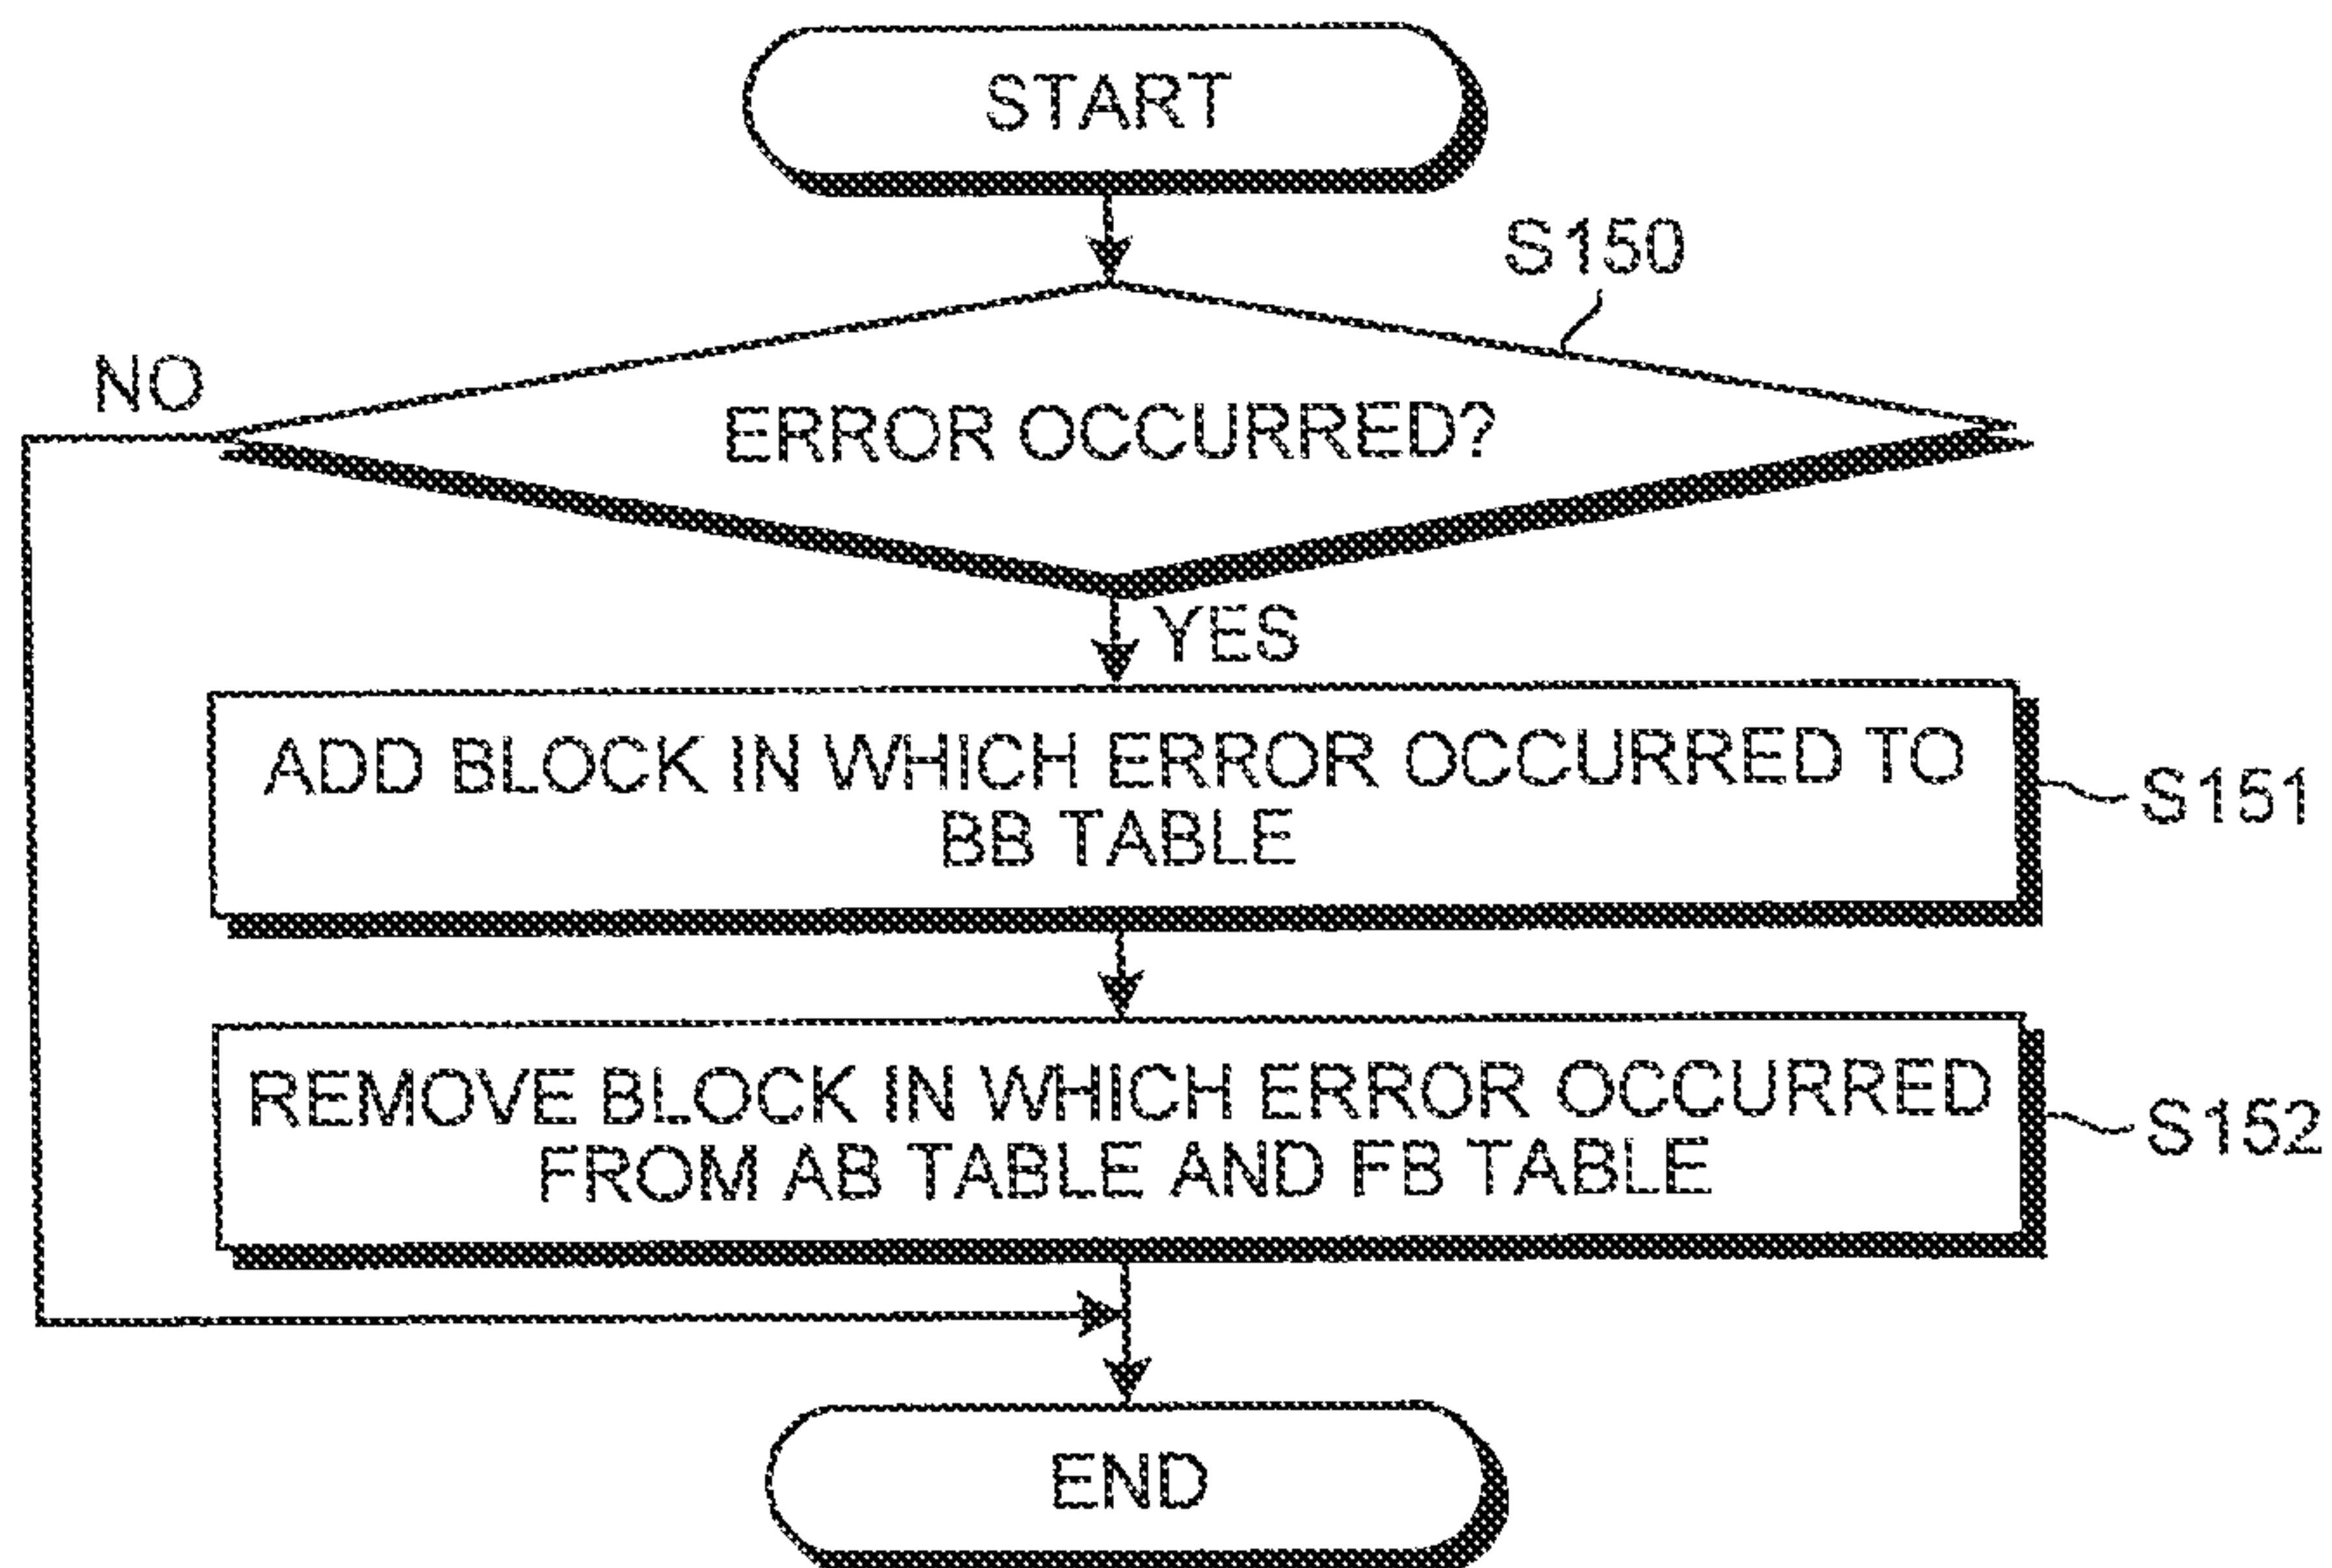 START
S150
NO
ERROR OCCURRED?
YES
ADD BLOCK IN WHICH ERROR OCCURRED TO
BB TABLE
S151
REMOVE BLOCK IN WHICH ERROR OCCURRED
FROM AB TABLE AND FB TABLE
S152
END